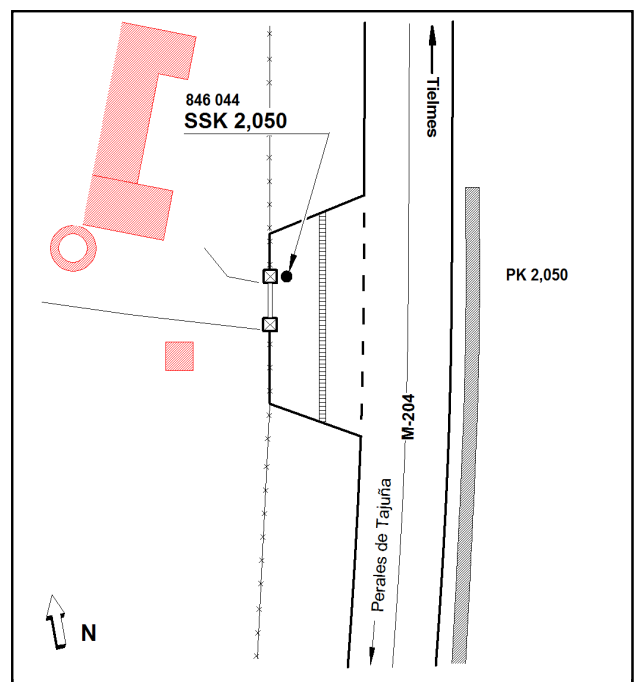 846 044
SSK 2,050
Tielmes
PK 2,050
M-204
Perales de Tajuña
N